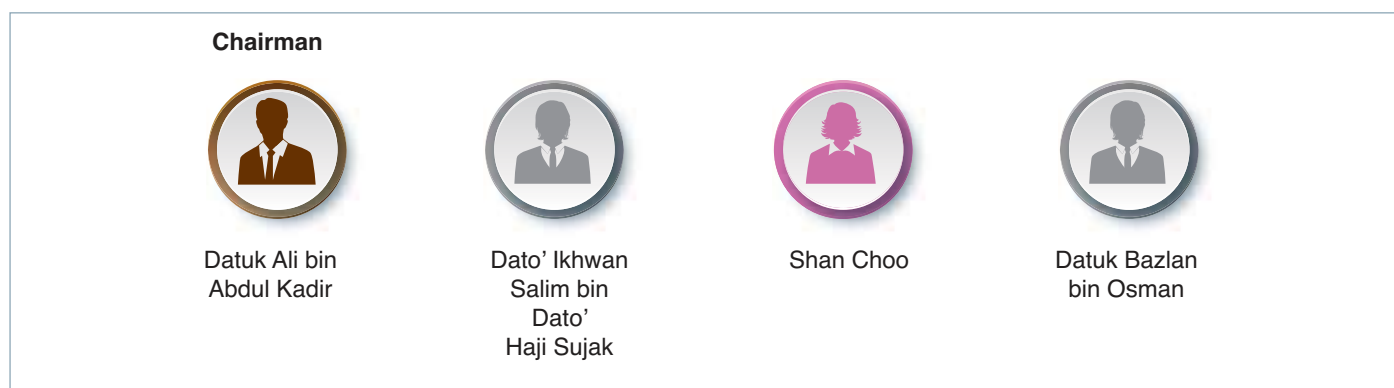 Chairman
Datuk Ali bin
Abdul Kadir
Dato’ Ikhwan
Salim bin
Dato’
Haji Sujak
Shan Choo
Datuk Bazlan
bin Osman